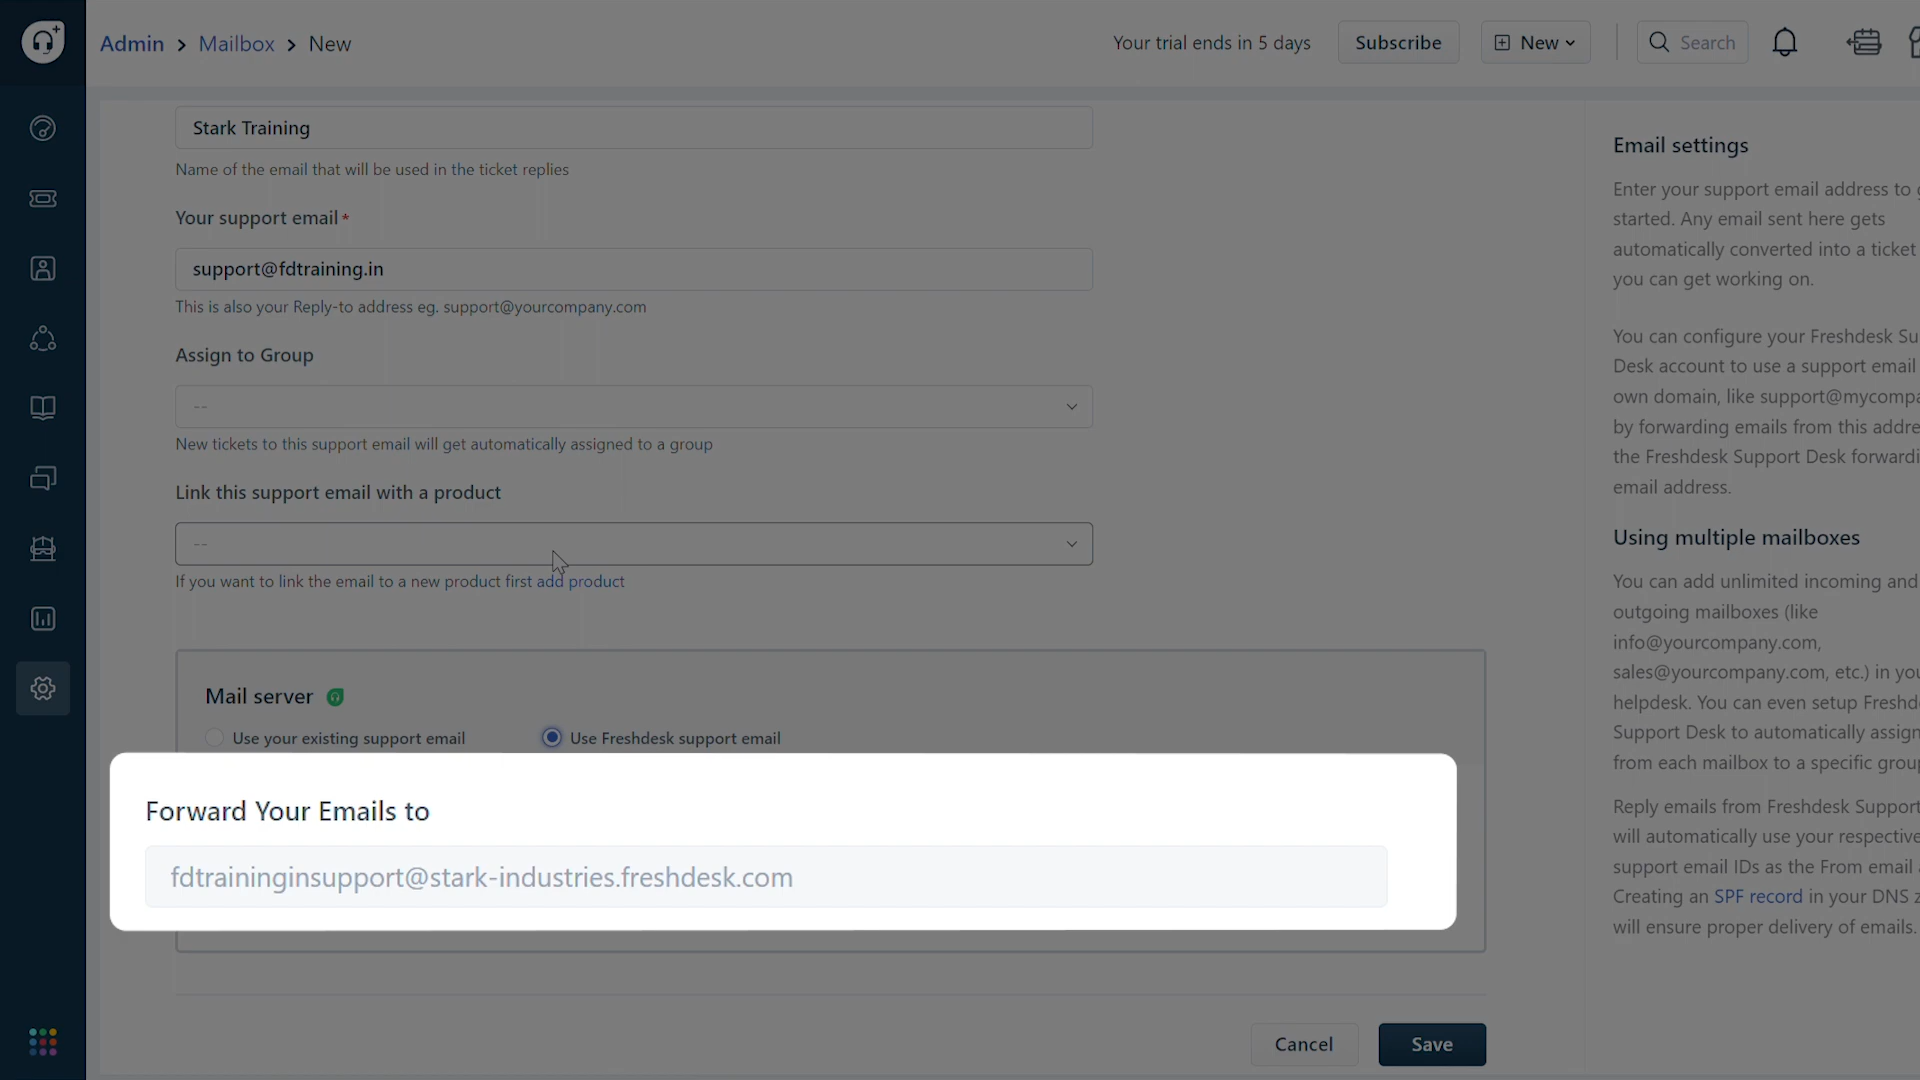 Admin > Mailbox > New
Your trial ends in 5 days
Subscribe
New
Search
Stark Training
Name of the email that will be used in the ticket replies
Your support email*
support@fdtraining.in
This is also your Reply-to address eg. support@yourcompany.com
Assign to Group
--
New tickets to this support email will get automatically assigned to a group
Link this support email with a product
--
If you want to link the email to a new product first add product
Mail server
Use your existing support email
Use Freshdesk support email
Forward Your Emails to
fdtraininginsupport@stark-industries.freshdesk.com
Cancel
Save
Email settings
Enter your support email address to
started. Any email sent here gets
automatically converted into a ticket
you can get working on.
You can configure your Freshdesk Su
Desk account to use a support email
own domain, like support@mycompa
by forwarding emails from this addre
the Freshdesk Support Desk forwardi
email address.
Using multiple mailboxes
You can add unlimited incoming and
outgoing mailboxes (like
info@yourcompany.com,
sales@yourcompany.com, etc.) in you
helpdesk. You can even setup Freshd
Support Desk to automatically assign
from each mailbox to a specific group
Reply emails from Freshdesk Support
will automatically use your respective
support email IDs as the From email
Creating an SPF record in your DNS z
will ensure proper delivery of emails.